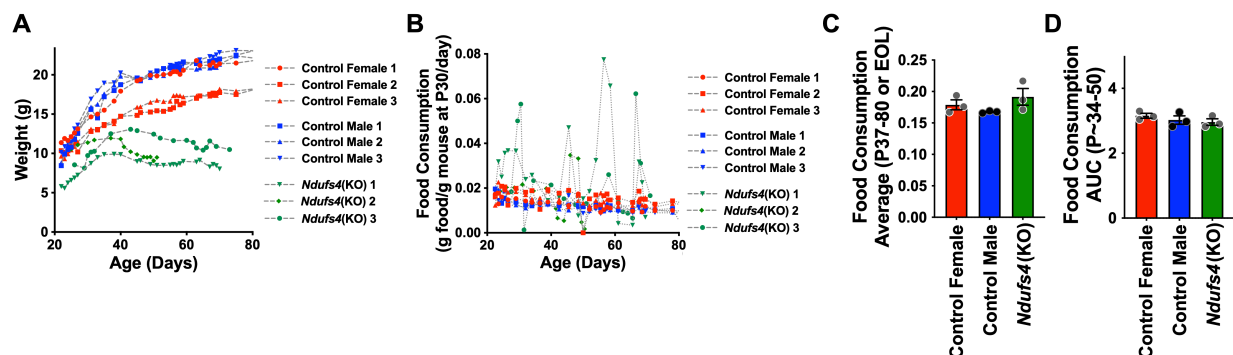 A
Weight (g)
20
15
10
5
0
20
40
60
80
Age (Days)
Control Female 1
Control Female 2
Control Female 3
Control Male 1
Control Male 2
Control Male 3
Ndufs4(KO) 1
Ndufs4(KO) 2
Ndufs4(KO) 3
B
Food Consumption
(g food/g mouse at P30/day)
0.08
0.06
0.04
0.02
0.00
20
40
60
80
Age (Days)
Control Female 1
Control Female 2
Control Female 3
Control Male 1
Control Male 2
Control Male 3
Ndufs4(KO) 1
Ndufs4(KO) 2
Ndufs4(KO) 3
C
Food Consumption
Average (P37-80 or EOL)
0.25
0.20
0.15
0.10
0.05
0.00
Control Female
Control Male
Ndufs4(KO)
D
Food Consumption
AUC (P~34-50)
4
2
0
Control Female
Control Male
Ndufs4(KO)